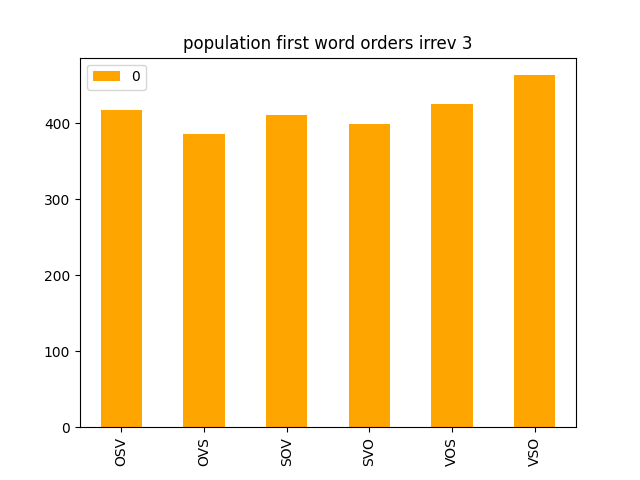 population first word orders irrev 3
0
400
300
200
100
0
OSV
OVS
SOV
SVO
VOS
VSO